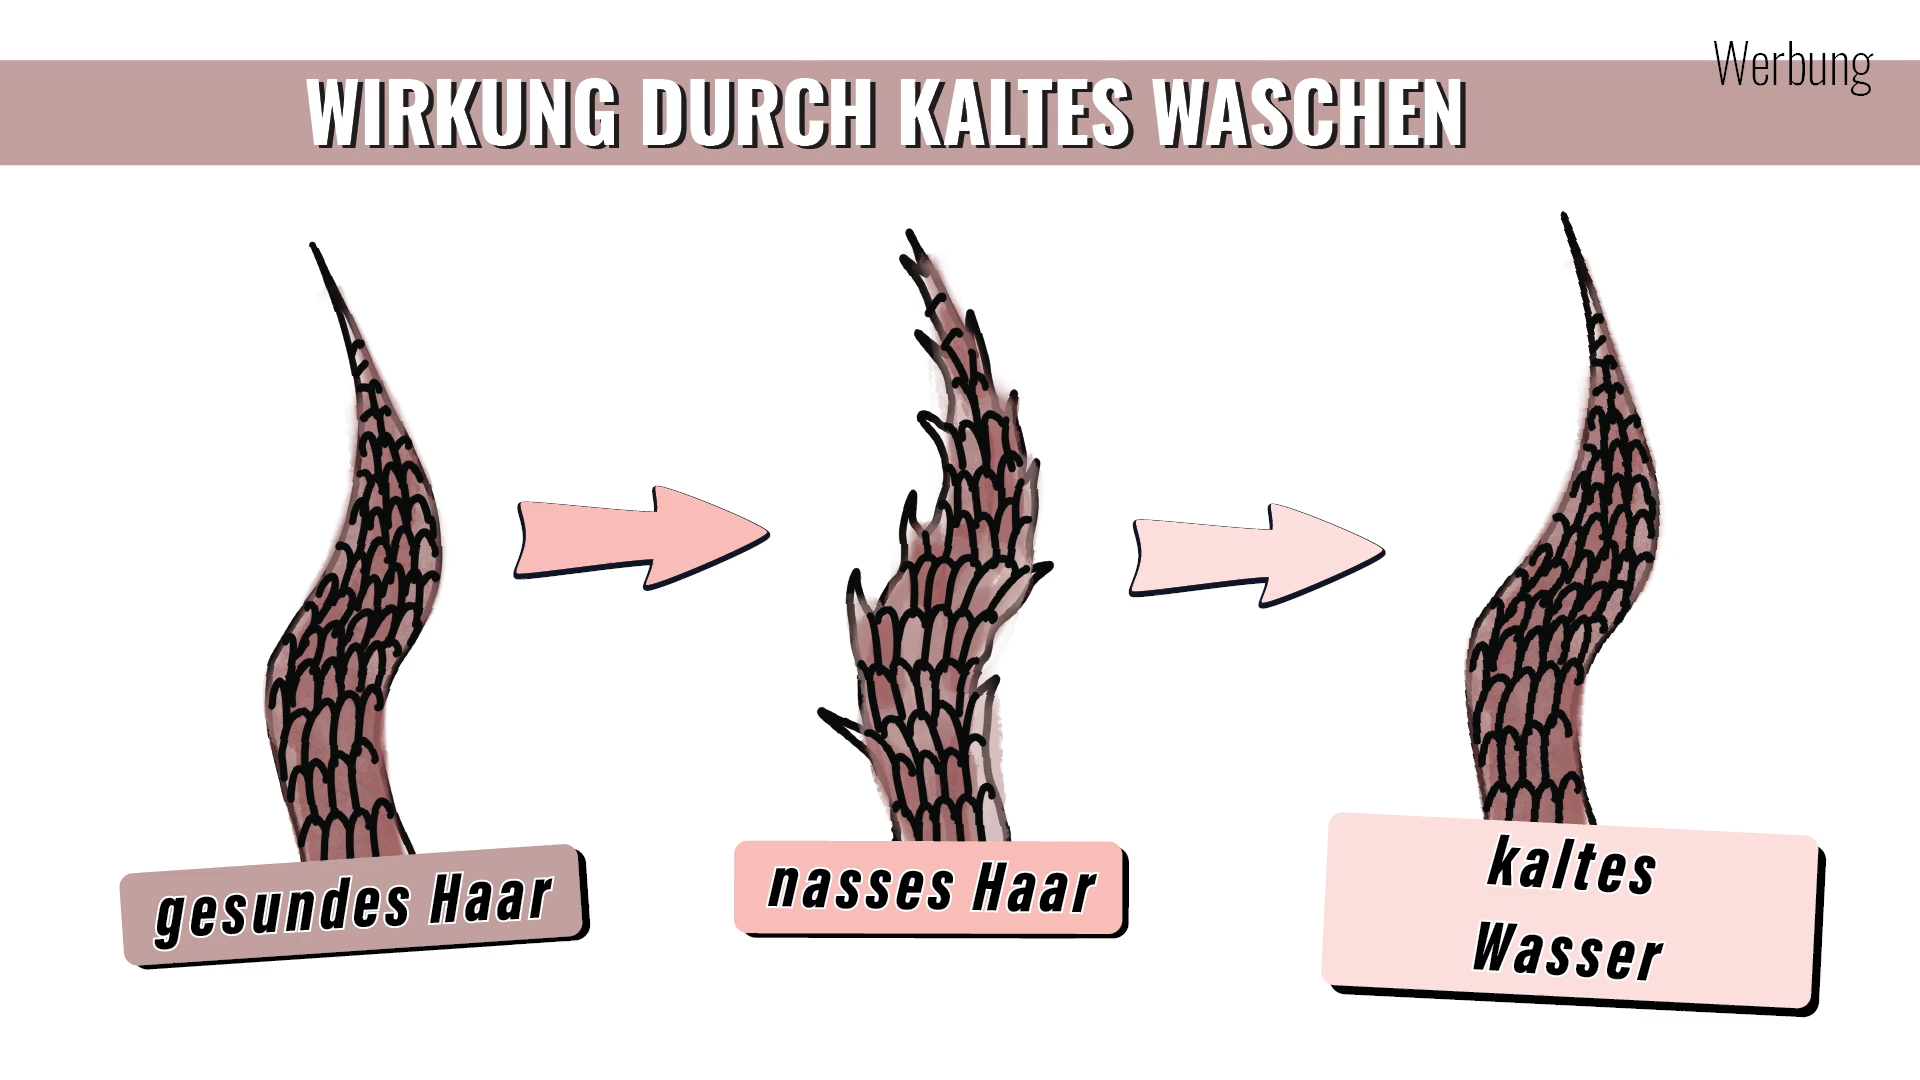 Werbung
WIRKUNG DURCH KALTES WASCHEN
gesundes Haar
nasses Haar
kaltes
Wasser